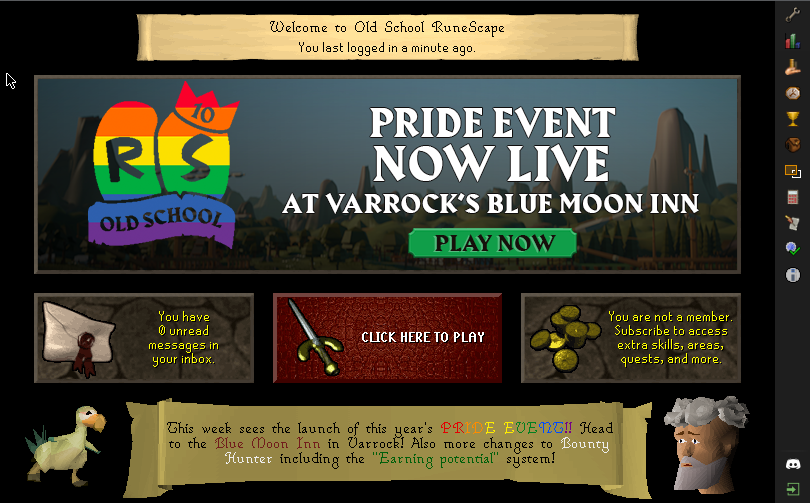 Welcome to Old School RuneScape
You last logged in a minute ago.
10
RS
OLD SCHOOL
PRIDE EVENT
NOW LIVE
AT VARROCK'S BLUE MOON INN
PLAY NOW
You have
0 unread
messages in
your inbox.
CLICK HERE TO PLAY
You are not a member.
Subscribe to access
extra skills, areas,
quests, and more.
This week sees the launch of this year's PRIDE EVENT!! Head
to the Blue Moon Inn in Varrock! Also more changes to Bounty
Hunter including the "Earning potential" system!